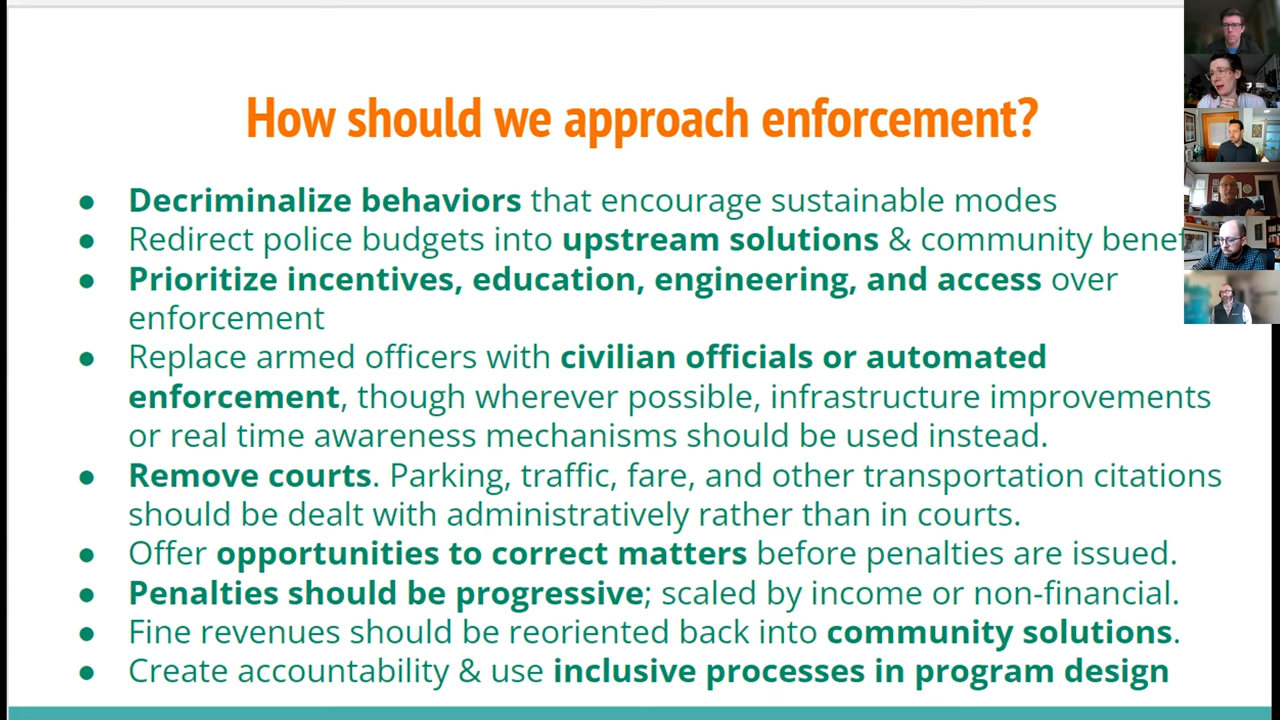 How should we approach enforcement?
● Decriminalize behaviors that encourage sustainable modes
● Redirect police budgets into upstream solutions & community
● Prioritize incentives, education, engineering, and access over
enforcement
● Replace armed officers with civilian officials or automated
enforcement, though wherever possible, infrastructure improvements
or real time awareness mechanisms should be used instead.
● Remove courts. Parking, traffic, fare, and other transportation citations
should be dealt with administratively rather than in courts.
● Offer opportunities to correct matters before penalties are issued.
● Penalties should be progressive; scaled by income or non-financial.
● Fine revenues should be reoriented back into community solutions.
● Create accountability & use inclusive processes in program design